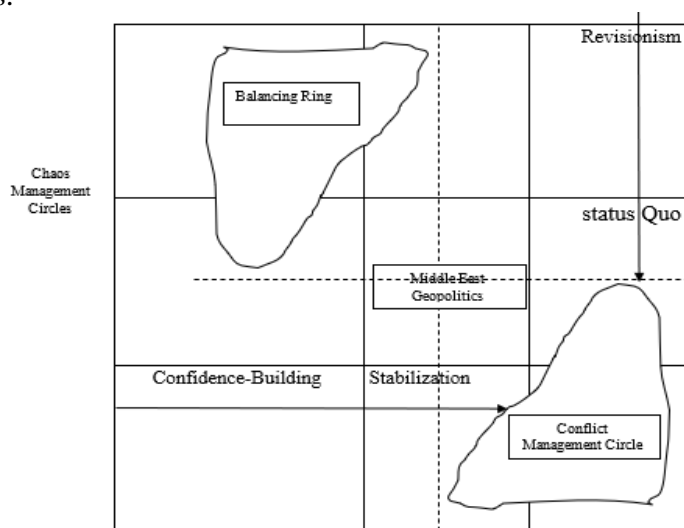 s.
Revisionism
Balancing Ring
Chaos
Management
Circles
status Quo
Middle East
Geopolitics
Confidence-Building
Stabilization
Conflict
Management Circle